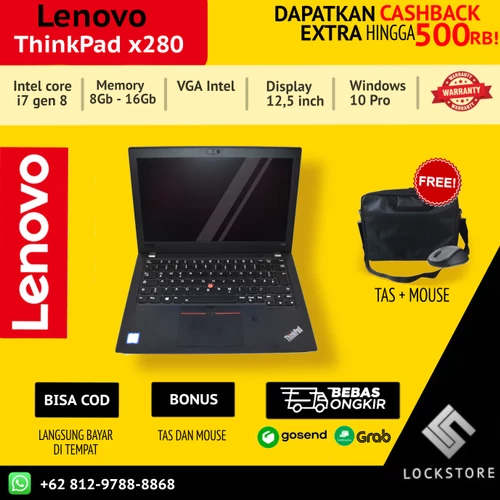 Lenovo
ThinkPad x280
DAPATKAN CASHBACK
EXTRA HINGGA 500RB!
Intel core
i7 gen 8
Memory
8Gb - 16Gb
VGA Intel
Display
12,5 inch
Windows
10 Pro
WARRANTY
Lenovo
FREE!
TAS + MOUSE
ThinkPad
BISA COD
LANGSUNG BAYAR
DI TEMPAT
BONUS
TAS DAN MOUSE
BEBAS
ONGKIR
gosend
Grab
LOCKSTORE
+62 812-9788-8868